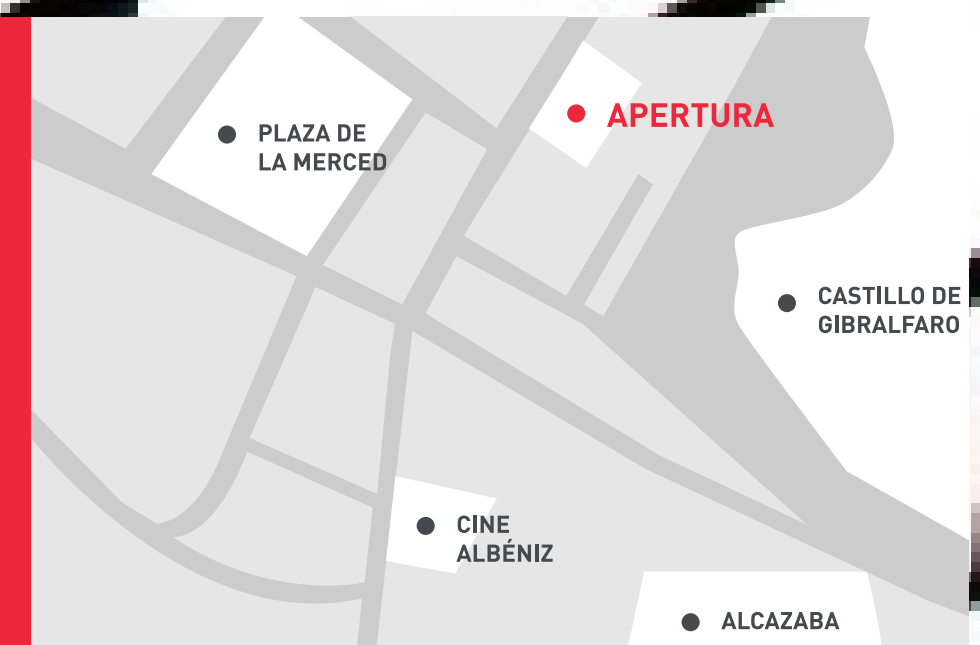 APERTURA
PLAZA DE
LA MERCED
CASTILLO DE
GIBRALFARO
CINE
ALBÉNIZ
ALCAZABA